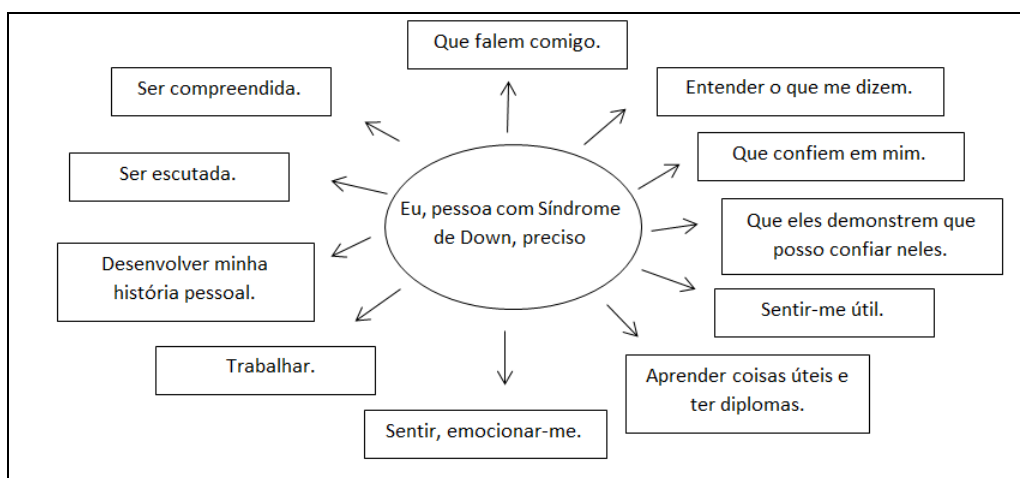 Que falem comigo.
Ser compreendida.
Entender o que me dizem.
Ser escutada.
Que confiem em mim.
Eu, pessoa com Síndrome
de Down, preciso
Que eles demonstrem que
posso confiar neles.
Desenvolver minha
história pessoal.
Sentir-me útil.
Trabalhar.
Aprender coisas úteis e
ter diplomas.
Sentir, emocionar-me.